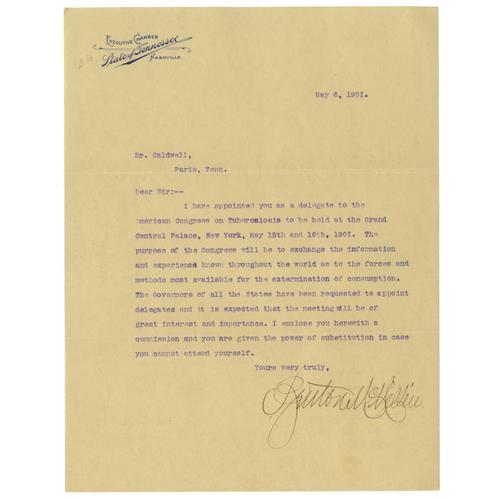 EXECUTIVE CHAMBER
State of Tennessee
NASHVILLE.
May 6, 1901.
Dr. Caldwell,
Paris, Tenn.
Dear Sir:--
I have appointed you as a delegate to the
American Congress on Tuberculosis to be held at the Grand
Central Palace, New York, May 15th and 16th, 1901. The
purpose of the Congress will be to exchange the information
and experience known throughout the world as to the forces and
methods most available for the extermination of consumption.
The Governors of all the States have been requested to appoint
delegates and it is expected that the meeting will be of
great interest and importance. I enclose you herewith a
commission and you are given the power of substitution in case
you cannot attend yourself.
Yours very truly,
Benton McMillin.